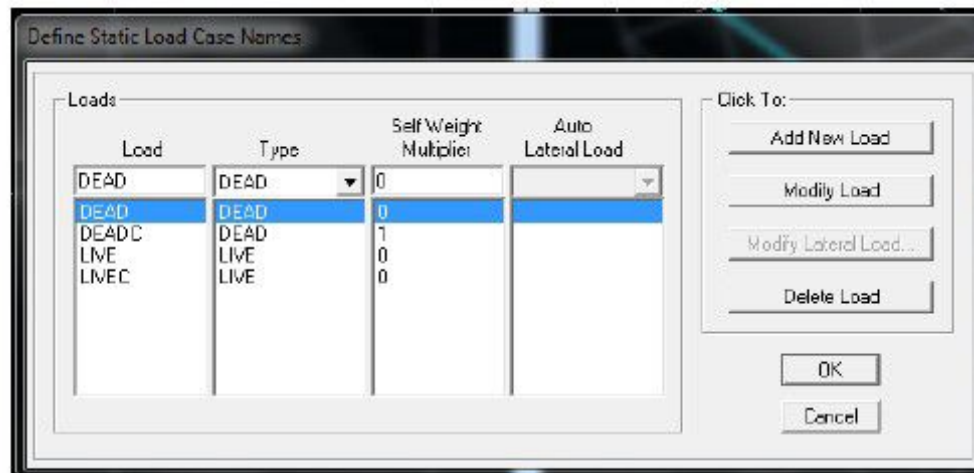 Define Static Load Case Names
Loads
Load Type Self Weight Multiplier Auto Lateral Load
DEAD DEAD 0
DEAD DEAD 0
DEADC DEAD 1
LIVE LIVE 0
LIVEC LIVE 0
Click To:
Add New Load
Modify Load
Modify Lateral Load...
Delete Load
OK
Cancel